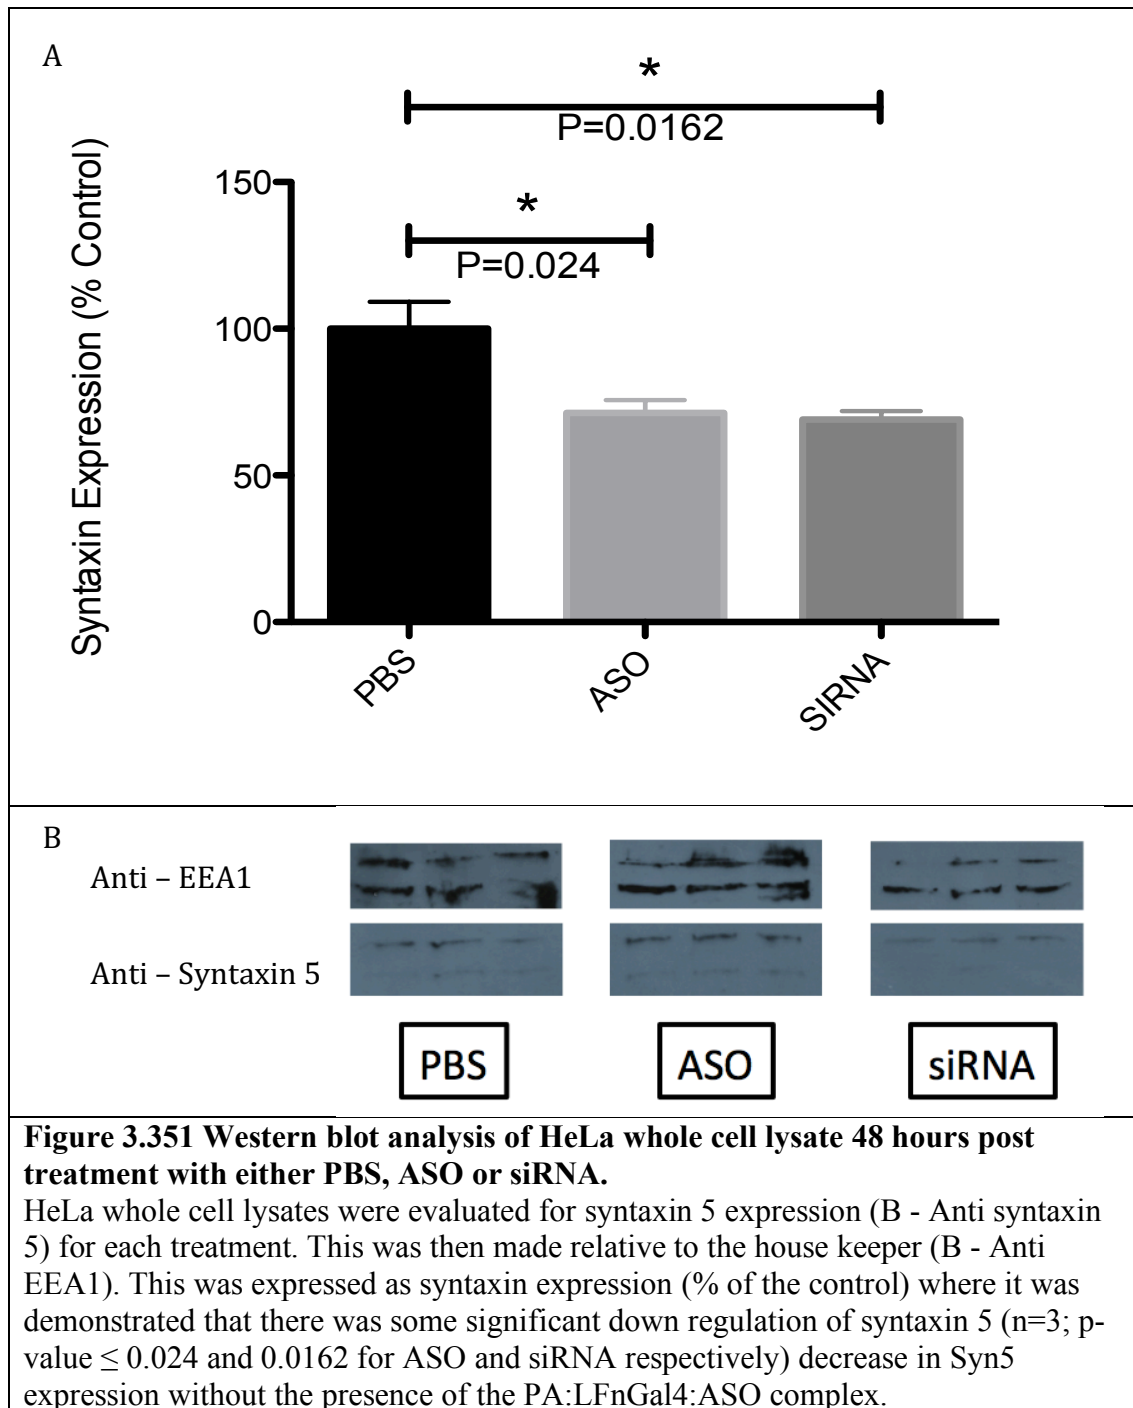 A
*
P=0.0162
*
P=0.024
Syntaxin Expression (% Control)
150
100
50
0
PBS
ASO
SIRNA
B
Anti – EEA1
Anti – Syntaxin 5
PBS
ASO
siRNA
Figure 3.351 Western blot analysis of HeLa whole cell lysate 48 hours post
treatment with either PBS, ASO or siRNA.
HeLa whole cell lysates were evaluated for syntaxin 5 expression (B - Anti syntaxin
5) for each treatment. This was then made relative to the house keeper (B - Anti
EEA1). This was expressed as syntaxin expression (% of the control) where it was
demonstrated that there was some significant down regulation of syntaxin 5 (n=3; p-
value ≤ 0.024 and 0.0162 for ASO and siRNA respectively) decrease in Syn5
expression without the presence of the PA:LFnGal4:ASO complex.